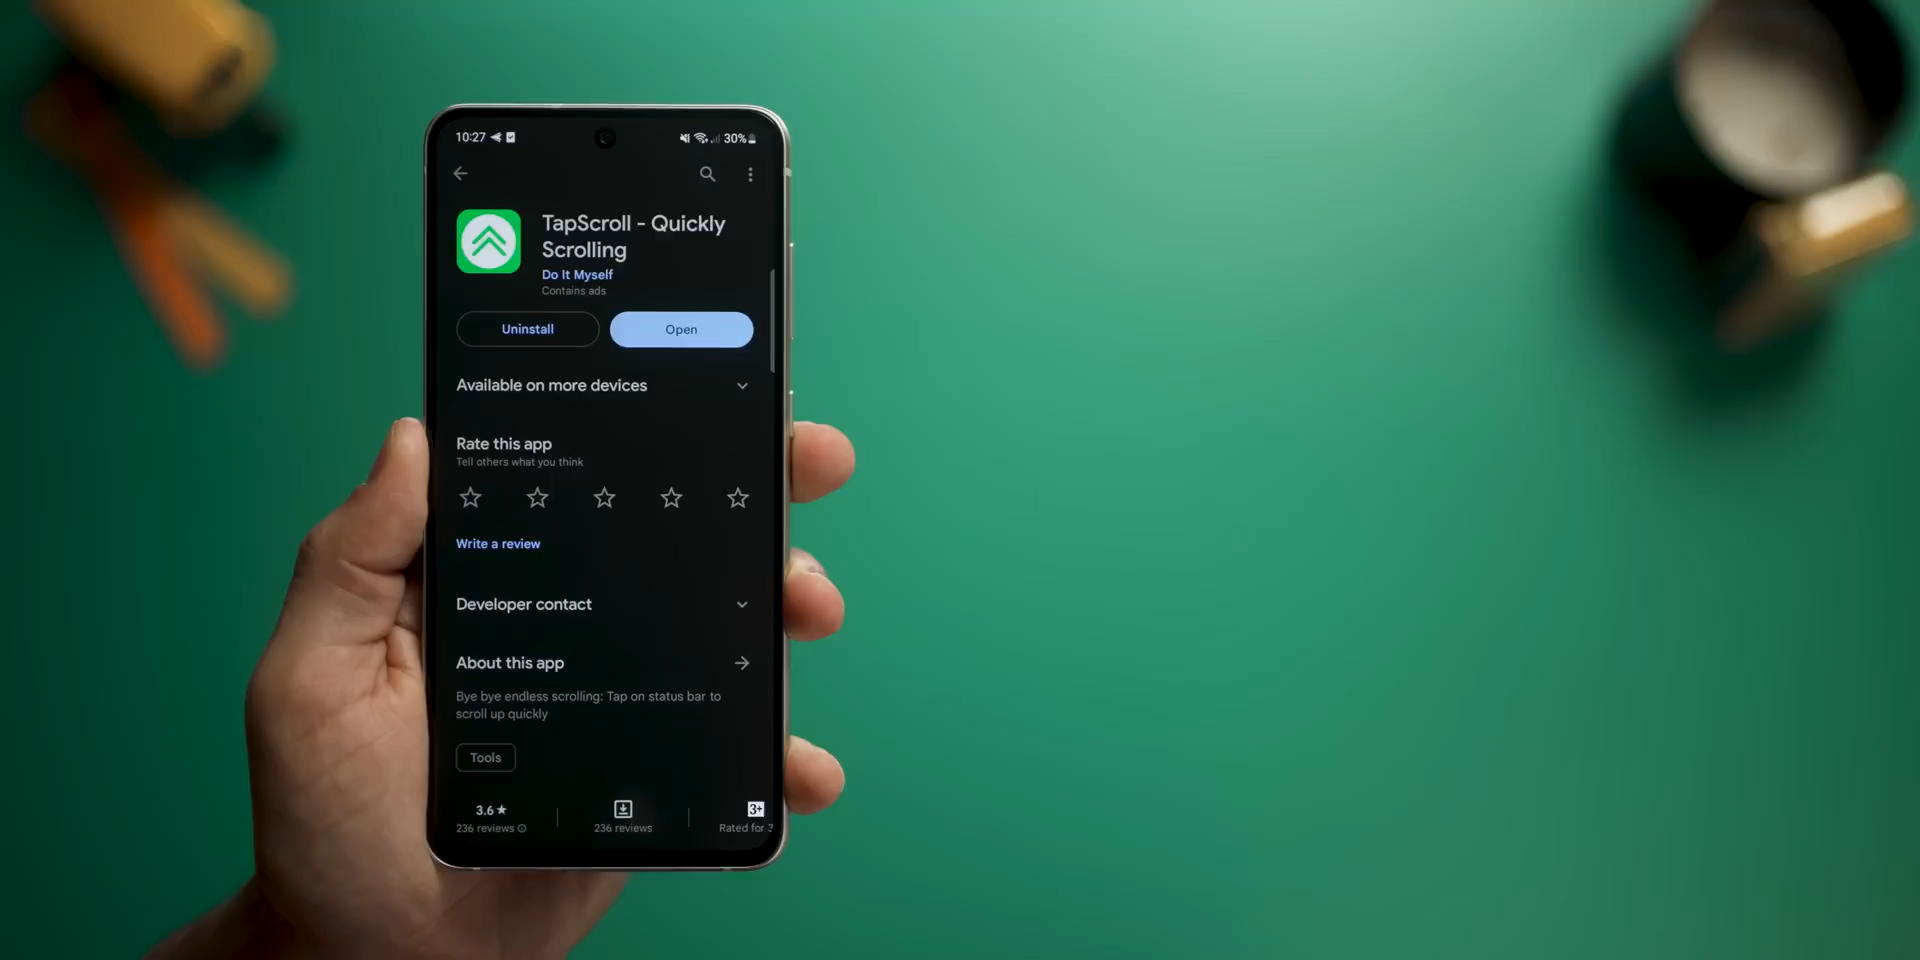 10:27
30%
TapScroll - Quickly
Scrolling
Do It Myself
Contains ads
Uninstall
Open
Available on more devices
Rate this app
Tell others what you think
Write a review
Developer contact
About this app
Bye bye endless scrolling: Tap on status bar to
scroll up quickly
Tools
3.6 ★
3+
236 reviews
236 reviews
Rated for 3